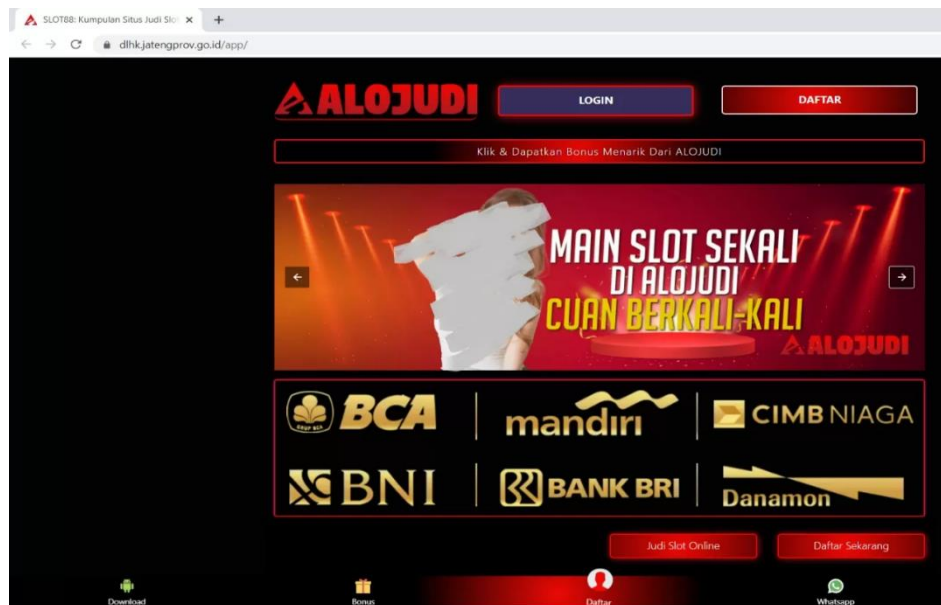 SLOT88: Kumpulan Situs Judi Slo
dlhk.jatengprov.go.id/app/
ALOJUDI
LOGIN
DAFTAR
Klik & Dapatkan Bonus Menarik Dari ALOJUDI
MAIN SLOT SEKALI
DI ALOJUDI
CUAN BERKALI-KALI
ALOJUDI
BCA
GRUP BCA
mandiri
CIMB NIAGA
BNI
BANK BRI
Danamon
Judi Slot Online
Daftar Sekarang
Download
Bonus
Daftar
Whatsapp